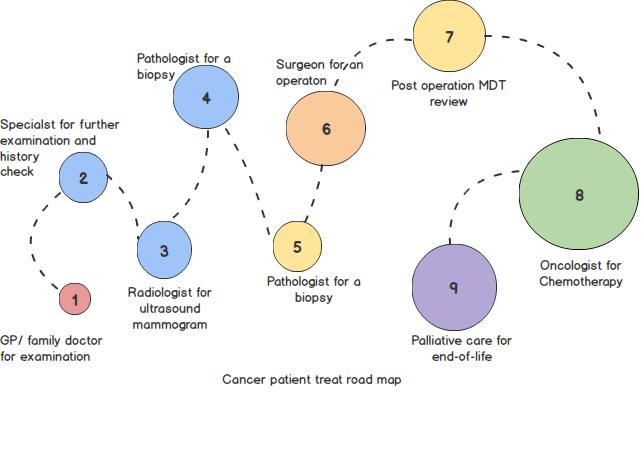 1
GP/ family doctor
for examination
2
Specialst for further
examination and
history
check
3
Radiologist for
ultrasound
mammogram
4
Pathologist for a
biopsy
5
Pathologist for a
biopsy
6
Surgeon for an
operaton
7
Post operation MDT
review
8
Oncologist for
Chemotherapy
9
Palliative care for
end-of-life
Cancer patient treat road map